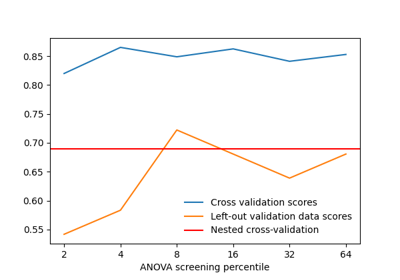 0.85
0.80
0.75
0.70
0.65
0.60
0.55
Cross validation scores
Left-out validation data scores
Nested cross-validation
2 4 8 16 32 64
ANOVA screening percentile